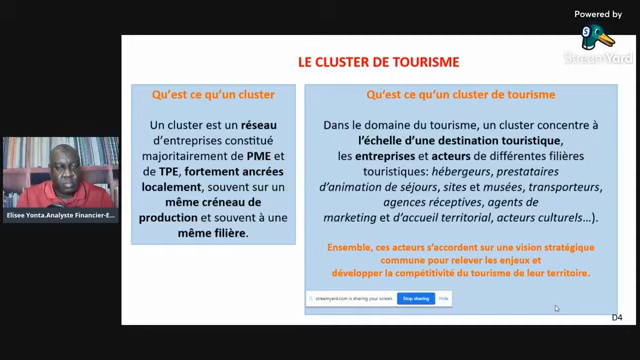 Powered by
StreamYard
LE CLUSTER DE TOURISME
Qu'est ce qu'un cluster
Un cluster est un réseau
d'entreprises constitué
majoritairement de PME et
de TPE, fortement ancrées
localement, souvent sur un
même créneau de
production et souvent à une
même filière.
Qu'est ce qu'un cluster de tourisme
Dans le domaine du tourisme, un cluster concentre à
l'échelle d'une destination touristique,
les entreprises et acteurs de différentes filières
touristiques: hébergeurs, prestataires
d'animation de séjours, sites et musées, transporteurs,
agences réceptives, agents de
marketing et d'accueil territorial, acteurs culturels…).
Ensemble, ces acteurs s'accordent sur une vision stratégique
commune pour relever les enjeux et
développer la compétitivité du tourisme de leur territoire.
streamyard.com is sharing your screen. Stop sharing Hide
Elisee Yonta.Analyste Financier-E...
D4